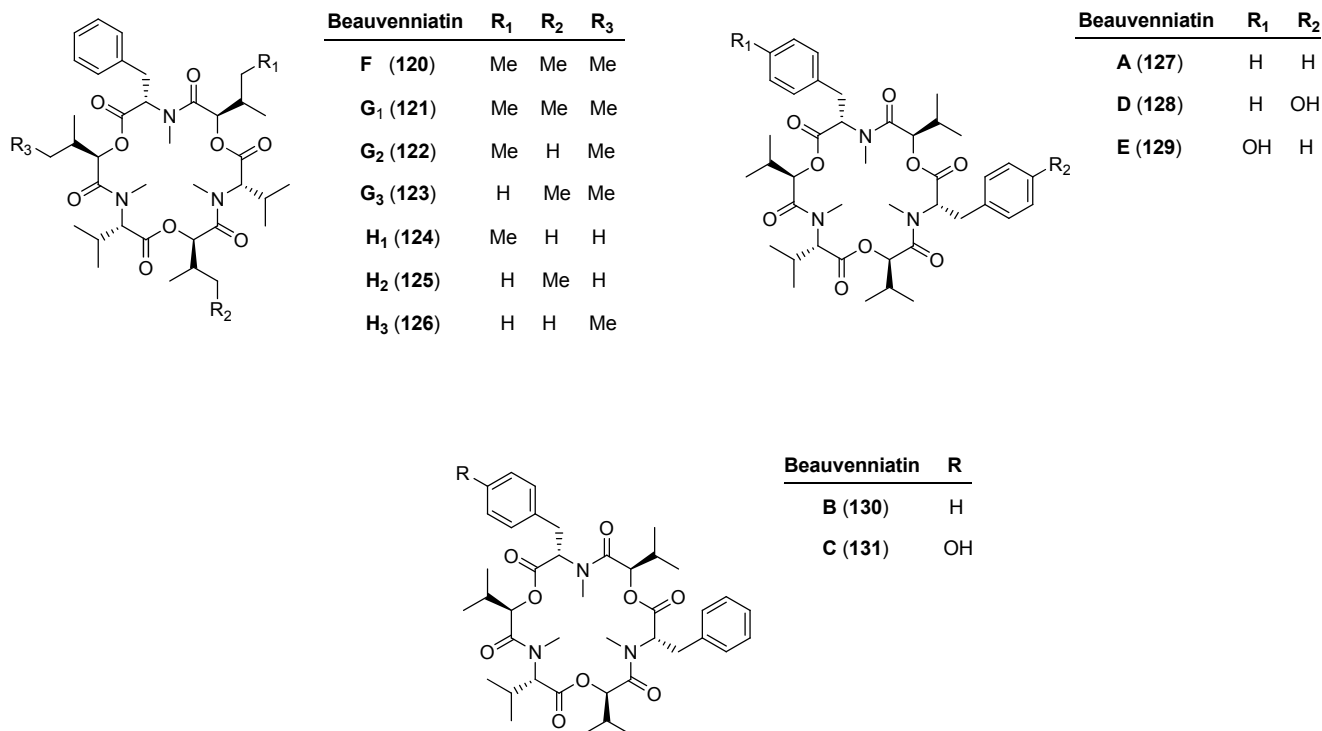 Beauvenniatin R1 R2 R3
F (120) Me Me Me
G1 (121) Me Me Me
G2 (122) Me H Me
G3 (123) H Me Me
H1 (124) Me H H
H2 (125) H Me H
H3 (126) H H Me
O
R1
O
N
O
R3
O
O
O
N
N
O
O
O
O
R2
Beauvenniatin R1 R2
A (127) H H
D (128) H OH
E (129) OH H
R1
O
O
N
O
O
O
R2
O
N
N
O
O
O
O
Beauvenniatin R
B (130) H
C (131) OH
R
O
O
N
O
O
O
O
N
N
O
O
O
O